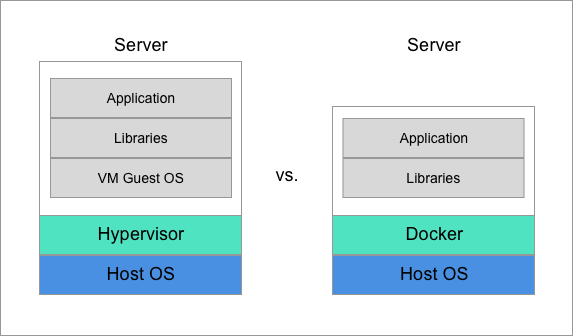 Server
Application
Libraries
VM Guest OS
Hypervisor
Host OS
vs.
Server
Application
Libraries
Docker
Host OS